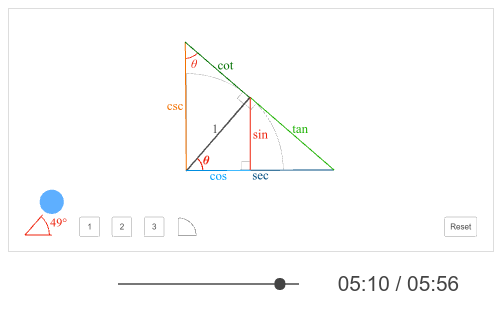 θ
cot
csc
1
sin
tan
θ
cos
sec
49°
1
2
3
Reset
05:10 / 05:56